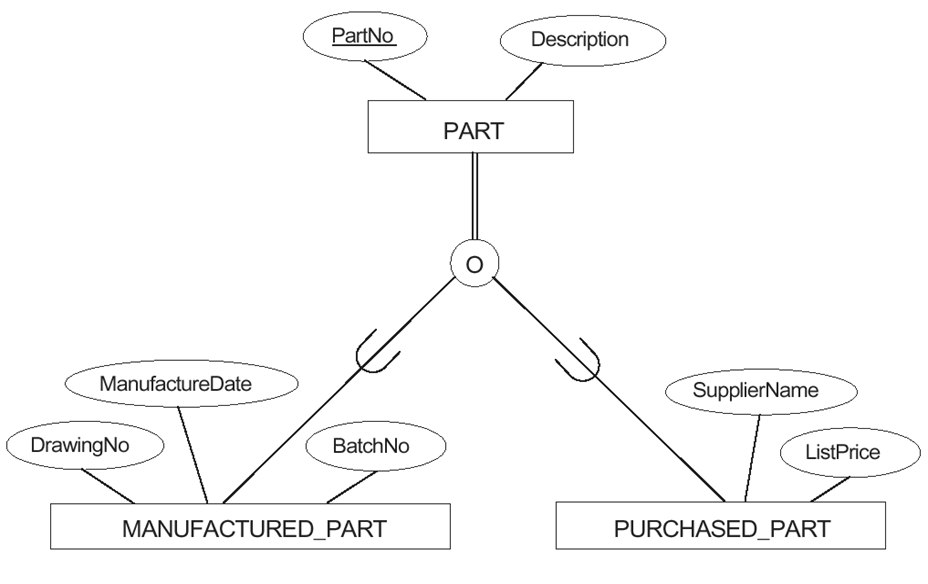 PartNo
Description
PART
O
ManufactureDate
DrawingNo
BatchNo
SupplierName
ListPrice
MANUFACTURED_PART
PURCHASED_PART